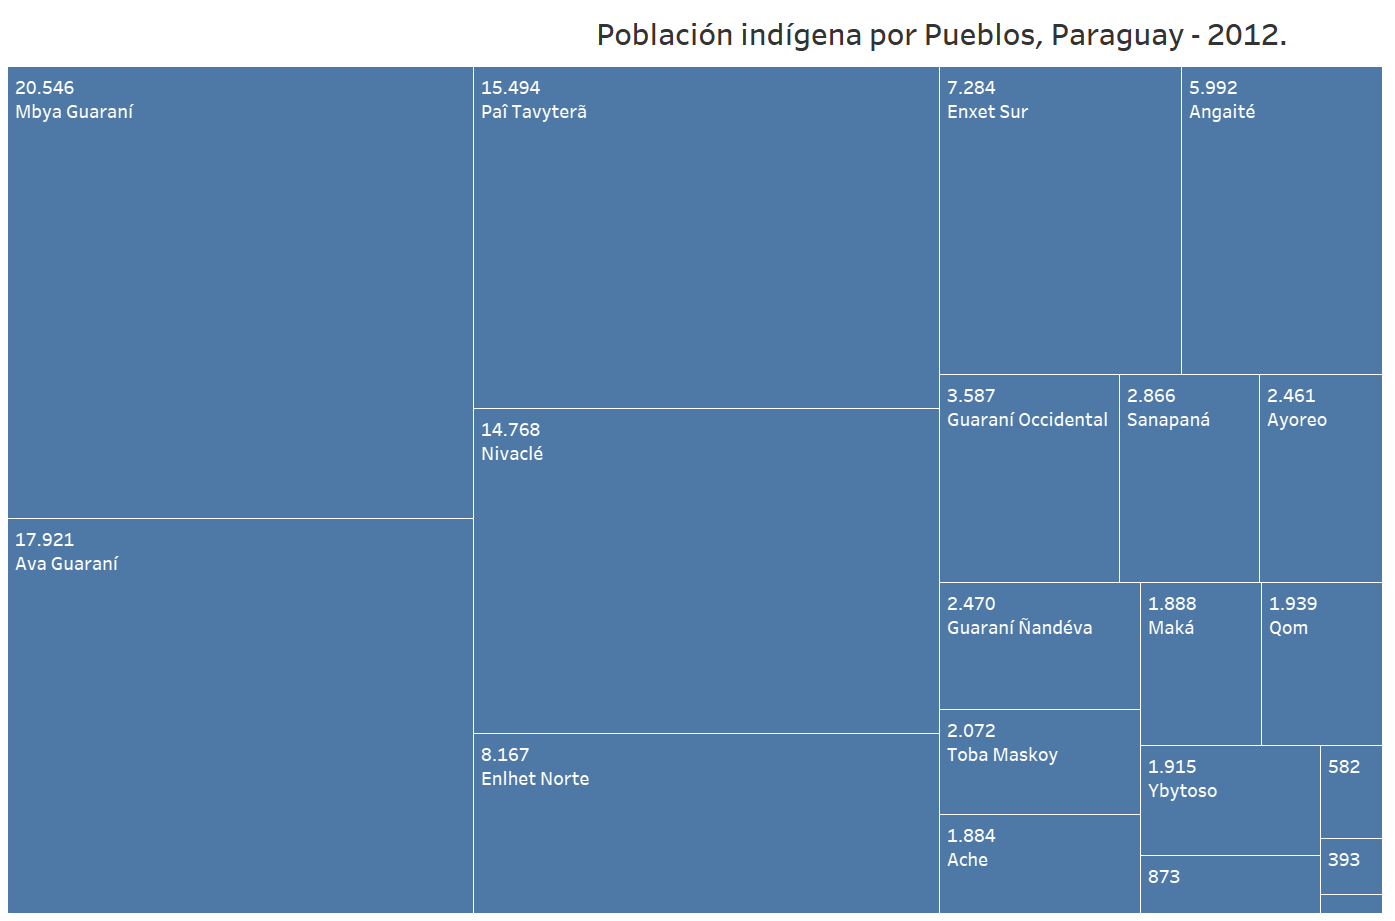 Población indígena por Pueblos, Paraguay - 2012.
20.546
Mbya Guaraní
17.921
Ava Guaraní
15.494
Paî Tavyterã
14.768
Nivaclé
8.167
Enlhet Norte
7.284
Enxet Sur
5.992
Angaité
3.587
Guaraní Occidental
2.866
Sanapaná
2.461
Ayoreo
2.470
Guaraní Ñandéva
2.072
Toba Maskoy
1.884
Ache
1.888
Maká
1.939
Qom
1.915
Ybytoso
873
582
393